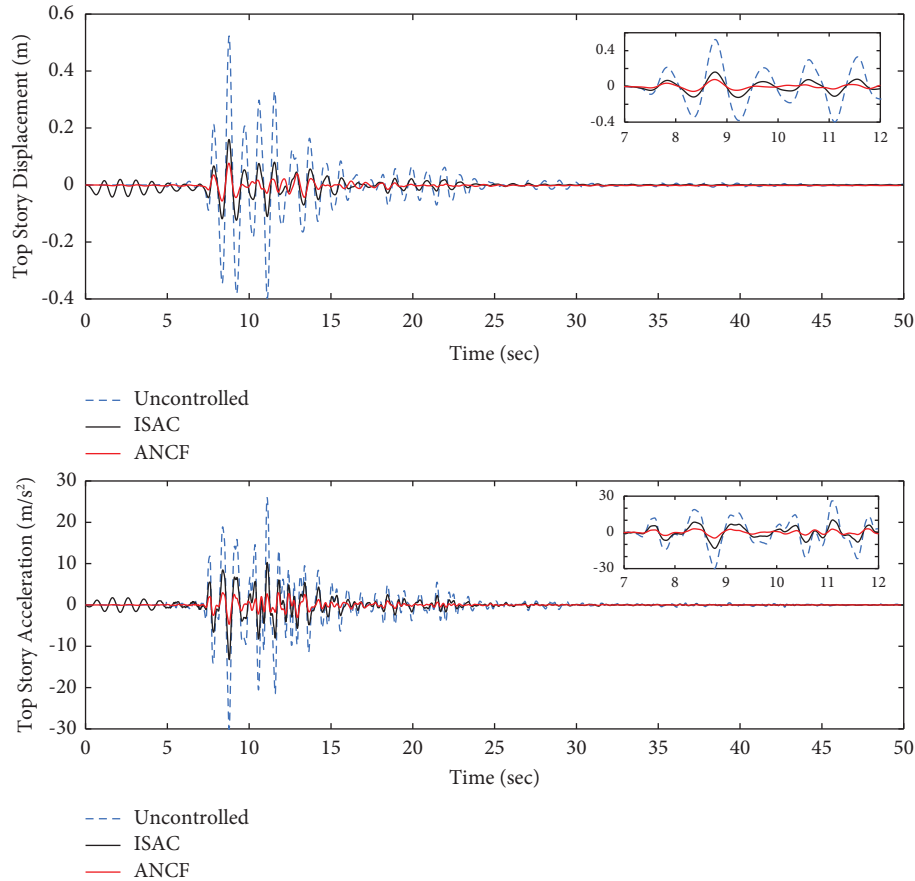 Top Story Displacement (m)
0.6
0.4
0.2
0
-0.2
-0.4
0 5 10 15 20 25 30 35 40 45 50
Time (sec)
0.4
0
-0.4
7 8 9 10 11 12
Uncontrolled
ISAC
ANCF
Top Story Acceleration (m/s²)
30
20
10
0
-10
-20
-30
0 5 10 15 20 25 30 35 40 45 50
Time (sec)
30
0
-30
7 8 9 10 11 12
Uncontrolled
ISAC
ANCF